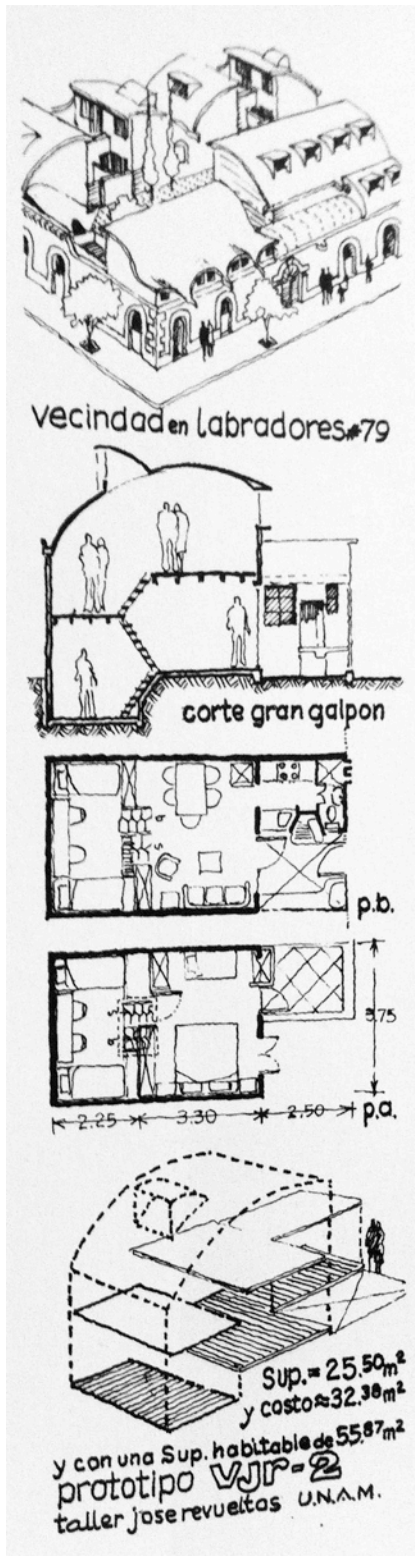 vecindad en labradores #79
corte gran galpon
b
s
p.b.
s
b
3.75
2.25 3.30 2.50
p.a.
Sup.= 25.50m²
y costo≈32.38m²
y con una Sup. habitable de 55.87m²
prototipo vjr-2
taller jose revueltas U.N.A.M.